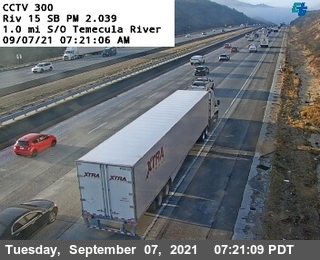 CCTV 300
Riv 15 SB PM 2.039
1.0 mi S/O Temecula River
09/07/21 07:21:06 AM
XTRA
XTRA
XTRA
Tuesday, September 07, 2021 07:21:09 PDT